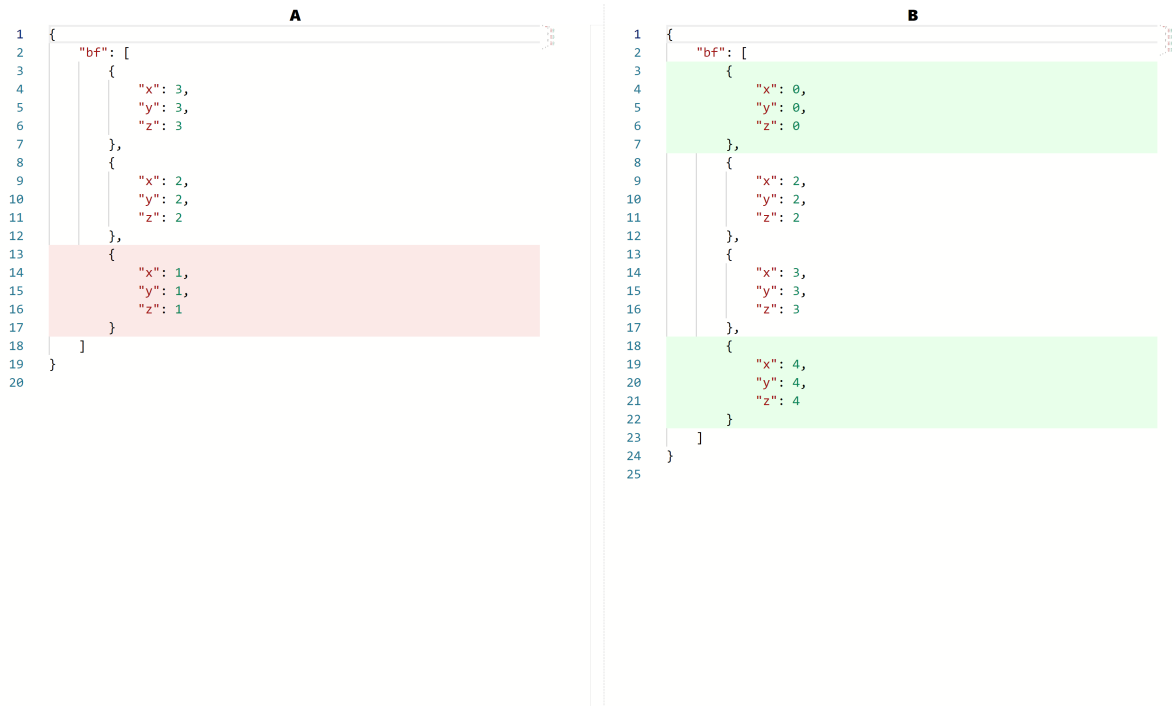 A
1 {
2     "bf": [
3         {
4             "x": 3,
5             "y": 3,
6             "z": 3
7         },
8         {
9             "x": 2,
10             "y": 2,
11             "z": 2
12         },
13         {
14             "x": 1,
15             "y": 1,
16             "z": 1
17         }
18     ]
19 }
20
B
1 {
2     "bf": [
3         {
4             "x": 0,
5             "y": 0,
6             "z": 0
7         },
8         {
9             "x": 2,
10             "y": 2,
11             "z": 2
12         },
13         {
14             "x": 3,
15             "y": 3,
16             "z": 3
17         },
18         {
19             "x": 4,
20             "y": 4,
21             "z": 4
22         }
23     ]
24 }
25